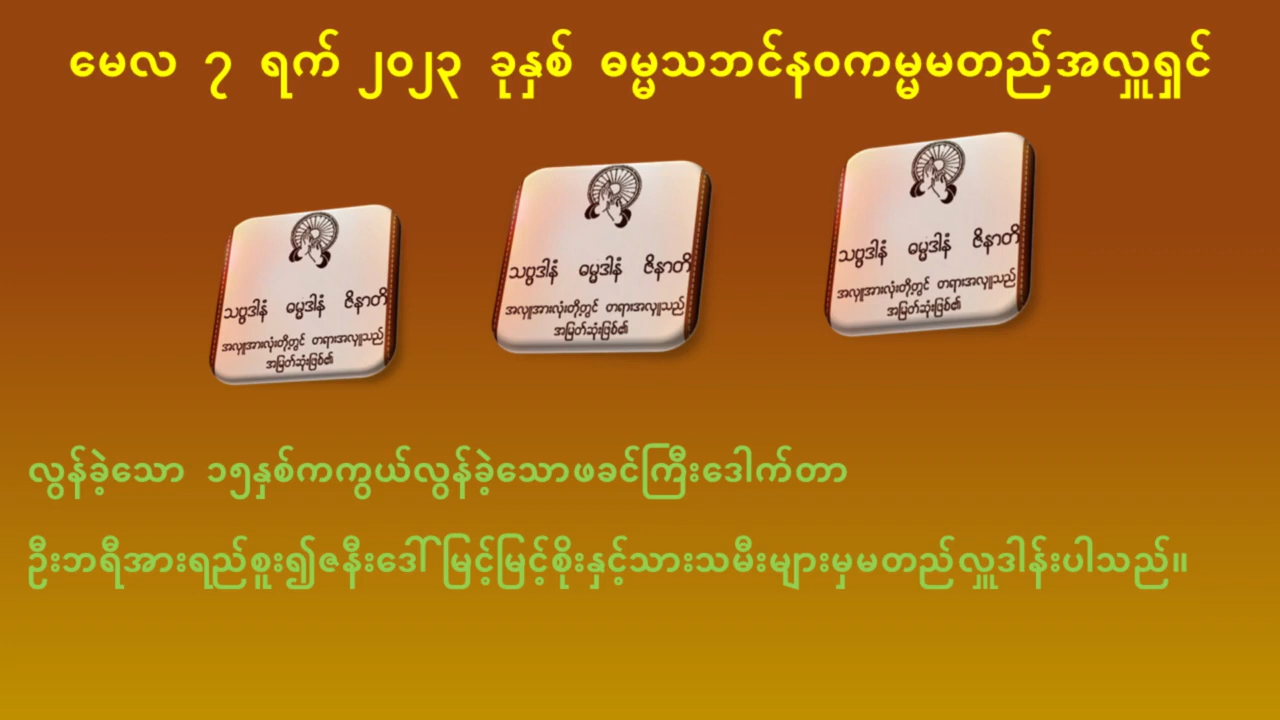 မေလ ၇ ရက် ၂၀၂၃ ခုနှစ် ဓမ္မသဘင်နဝကမ္မမတည်အလှူရှင်
သဗ္ဗဒါနံ ဓမ္မဒါနံ ဇိနာတိ
အလှူအားလုံးတို့တွင် တရားအလှူသည်
အမြတ်ဆုံးဖြစ်၏
သဗ္ဗဒါနံ ဓမ္မဒါနံ ဇိနာတိ
အလှူအားလုံးတို့တွင် တရားအလှူသည်
အမြတ်ဆုံးဖြစ်၏
သဗ္ဗဒါနံ ဓမ္မဒါနံ ဇိနာတိ
အလှူအားလုံးတို့တွင် တရားအလှူသည်
အမြတ်ဆုံးဖြစ်၏
လွန်ခဲ့သော ၁၅နှစ်ကကွယ်လွန်ခဲ့သောဖခင်ကြီးဒေါက်တာ
ဦးဘရီအားရည်စူး၍ဇနီးဒေါ်မြင့်မြင့်စိုးနှင့်သားသမီးများမှမတည်လှူဒါန်းပါသည်။